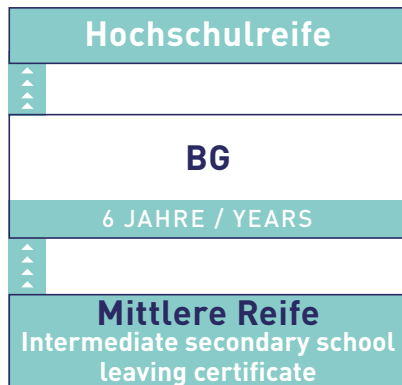 Hochschulreife
BG
6 JAHRE / YEARS
Mittlere Reife
Intermediate secondary school
leaving certificate